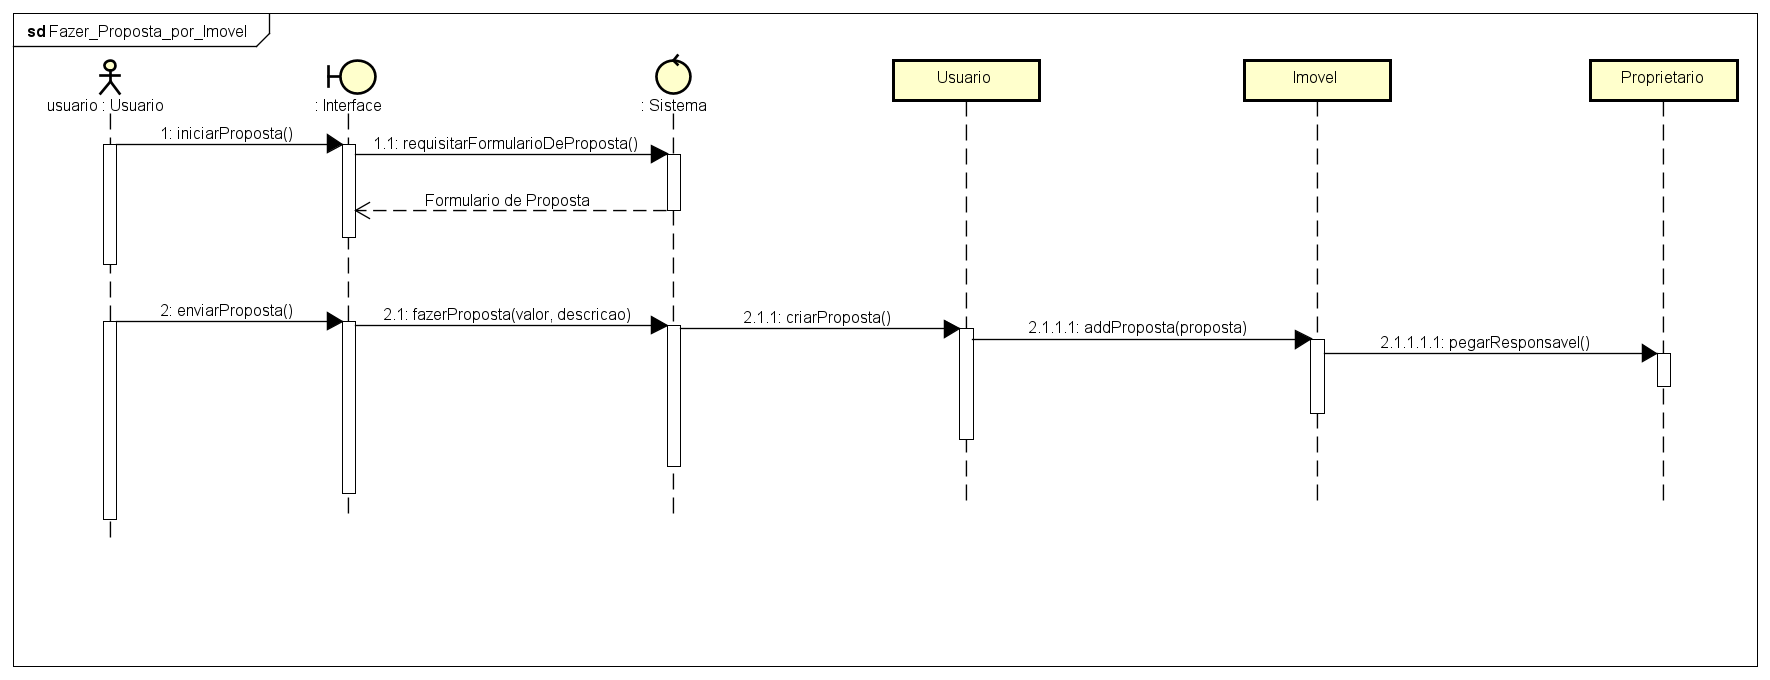 sd Fazer_Proposta_por_Imovel
usuario : Usuario
: Interface
: Sistema
Usuario
Imovel
Proprietario
1: iniciarProposta()
1.1: requisitarFormularioDeProposta()
Formulario de Proposta
2: enviarProposta()
2.1: fazerProposta(valor, descricao)
2.1.1: criarProposta()
2.1.1.1: addProposta(proposta)
2.1.1.1.1: pegarResponsavel()